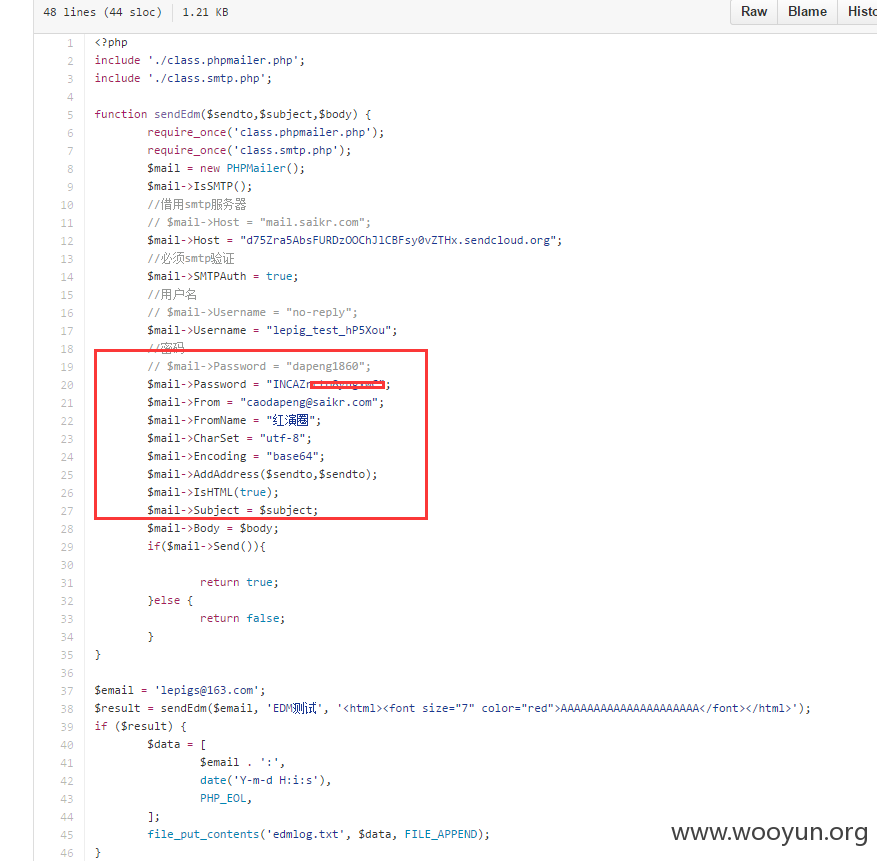 48 lines (44 sloc) 1.21 KB Raw Blame Histo
1 <?php
2 include './class.phpmailer.php';
3 include './class.smtp.php';
4
5 function sendEdm($sendto,$subject,$body) {
6 require_once('class.phpmailer.php');
7 require_once('class.smtp.php');
8 $mail = new PHPMailer();
9 $mail->IsSMTP();
10 //借用smtp服务器
11 // $mail->Host = "mail.saikr.com";
12 $mail->Host = "d75Zra5AbsFURDzOOChJlCBFsy0vZTHx.sendcloud.org";
13 //必须smtp验证
14 $mail->SMTPAuth = true;
15 //用户名
16 // $mail->Username = "no-reply";
17 $mail->Username = "lepig_test_hP5Xou";
18 //密码
19 // $mail->Password = "dapeng1860";
20 $mail->Password =
21 $mail->From = "caodapeng@saikr.com";
22 $mail->FromName = "红演圈";
23 $mail->CharSet = "utf-8";
24 $mail->Encoding = "base64";
25 $mail->AddAddress($sendto,$sendto);
26 $mail->IsHTML(true);
27 $mail->Subject = $subject;
28 $mail->Body = $body;
29 if($mail->Send()){
30
31 return true;
32 }else {
33 return false;
34 }
35 }
36
37 $email = 'lepigs@163.com';
38 $result = sendEdm($email, 'EDM测试', '<html><font size="7" color="red">AAAAAAAAAAAAAAAAAAAAA</font></html>');
39 if ($result) {
40 $data = [
41 $email . ':',
42 date('Y-m-d H:i:s'),
43 PHP_EOL,
44 ];
45 file_put_contents('edmlog.txt', $data, FILE_APPEND);
46 }
www.wooyun.org